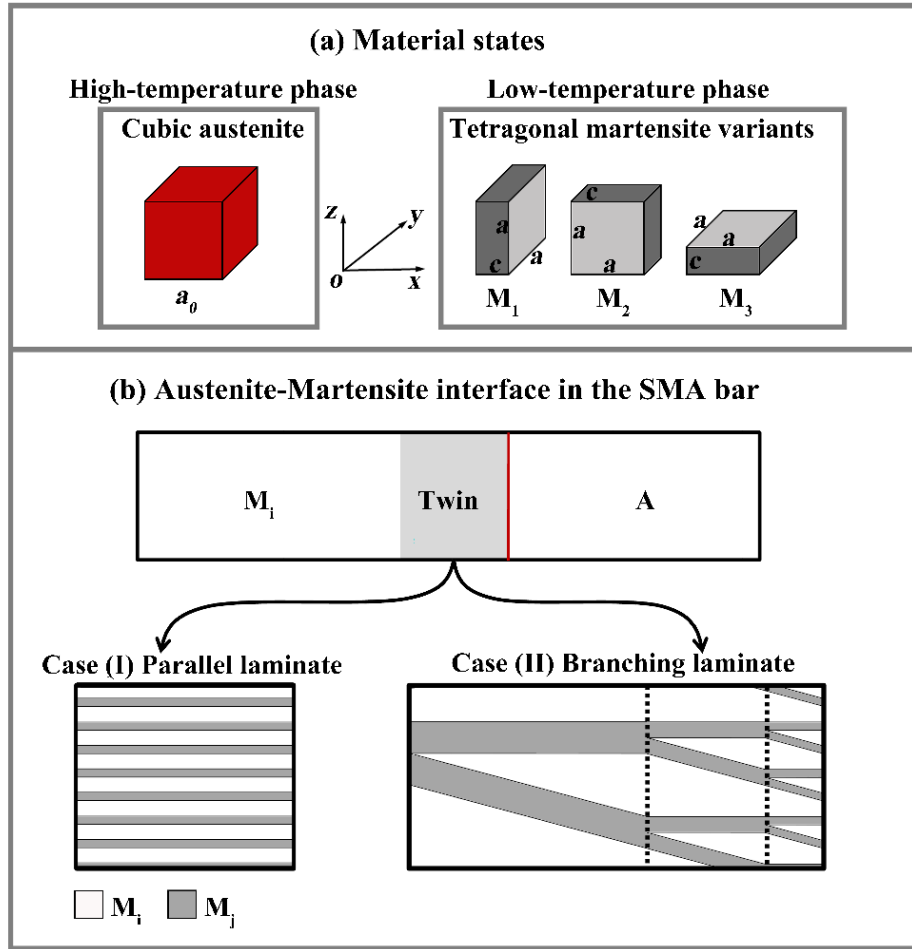 (a) Material states
High-temperature phase
Low-temperature phase
Cubic austenite
Tetragonal martensite variants
a₀
z
y
o
x
a
c
a
M₁
c
a
a
M₂
a
a
c
M₃
(b) Austenite-Martensite interface in the SMA bar
Mᵢ
Twin
A
Case (I) Parallel laminate
Case (II) Branching laminate
Mᵢ
Mⱼ